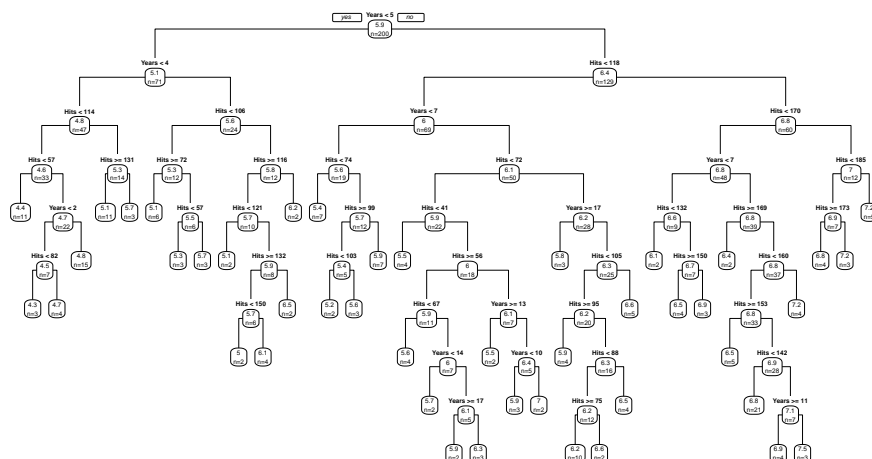 Years < 5
yes no
5.9
n=200
Years < 4
5.1
n=71
Hits < 118
6.4
n=129
Hits < 114
4.8
n=47
Hits < 106
5.6
n=24
Years < 7
6
n=69
Hits < 170
6.8
n=60
Hits < 57
4.6
n=33
Hits >= 131
5.3
n=14
Hits >= 72
5.3
n=12
Hits >= 116
5.8
n=12
Hits < 74
5.6
n=19
Hits < 72
6.1
n=50
Years < 7
6.8
n=48
Hits < 185
7
n=12
4.4
n=11
Years < 2
4.7
n=22
5.1
n=11
5.7
n=3
5.1
n=6
Hits < 57
5.5
n=6
Hits < 121
5.7
n=10
6.2
n=2
5.4
n=7
Hits >= 99
5.7
n=12
Hits < 41
5.9
n=22
Years >= 17
6.2
n=28
Hits < 132
6.6
n=9
Hits >= 169
6.8
n=39
Hits >= 173
6.9
n=7
7.2
Hits < 82
4.5
n=7
4.8
n=15
5.3
n=3
5.7
n=3
5.1
n=2
Hits >= 132
5.9
n=8
Hits < 103
5.4
n=5
5.9
n=7
5.5
n=4
Hits >= 56
6
n=18
5.8
n=3
Hits < 105
6.3
n=25
6.1
n=2
Hits >= 150
6.7
n=7
6.4
n=2
Hits < 160
6.8
n=37
6.8
n=4
7.2
n=3
4.3
n=3
4.7
n=4
Hits < 150
5.7
n=6
6.5
n=2
5.2
n=2
5.6
n=3
Hits < 67
5.9
n=11
Years >= 13
6.1
n=7
Hits >= 95
6.2
n=20
6.6
n=5
6.5
n=4
6.9
n=3
Hits >= 153
6.8
n=33
7.2
n=4
5
n=2
6.1
n=4
5.6
n=4
Years < 14
6
n=7
5.5
n=2
Years < 10
6.4
n=5
5.9
n=4
Hits < 88
6.3
n=16
6.5
n=5
Hits < 142
6.9
n=28
5.7
n=2
Years >= 17
6.1
n=5
5.9
n=3
7
n=2
Hits >= 75
6.2
n=12
6.5
n=4
6.8
n=21
Years >= 11
7.1
n=7
5.9
n=2
6.3
n=3
6.2
n=10
6.6
n=2
6.9
n=4
7.5
n=3